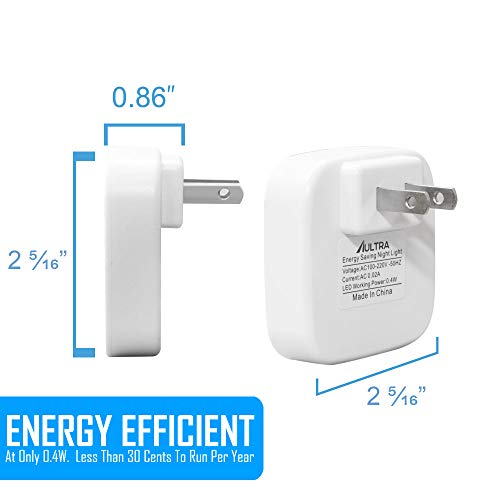 0.86"
2 5/16"
AULTRA
Energy Saving Night Light
Voltage:AC100-220V -50HZ
Current:AC 0.02A
LED Working Power:0.4W
Made In China
2 5/16"
ENERGY EFFICIENT
At Only 0.4W. Less Than 30 Cents To Run Per Year